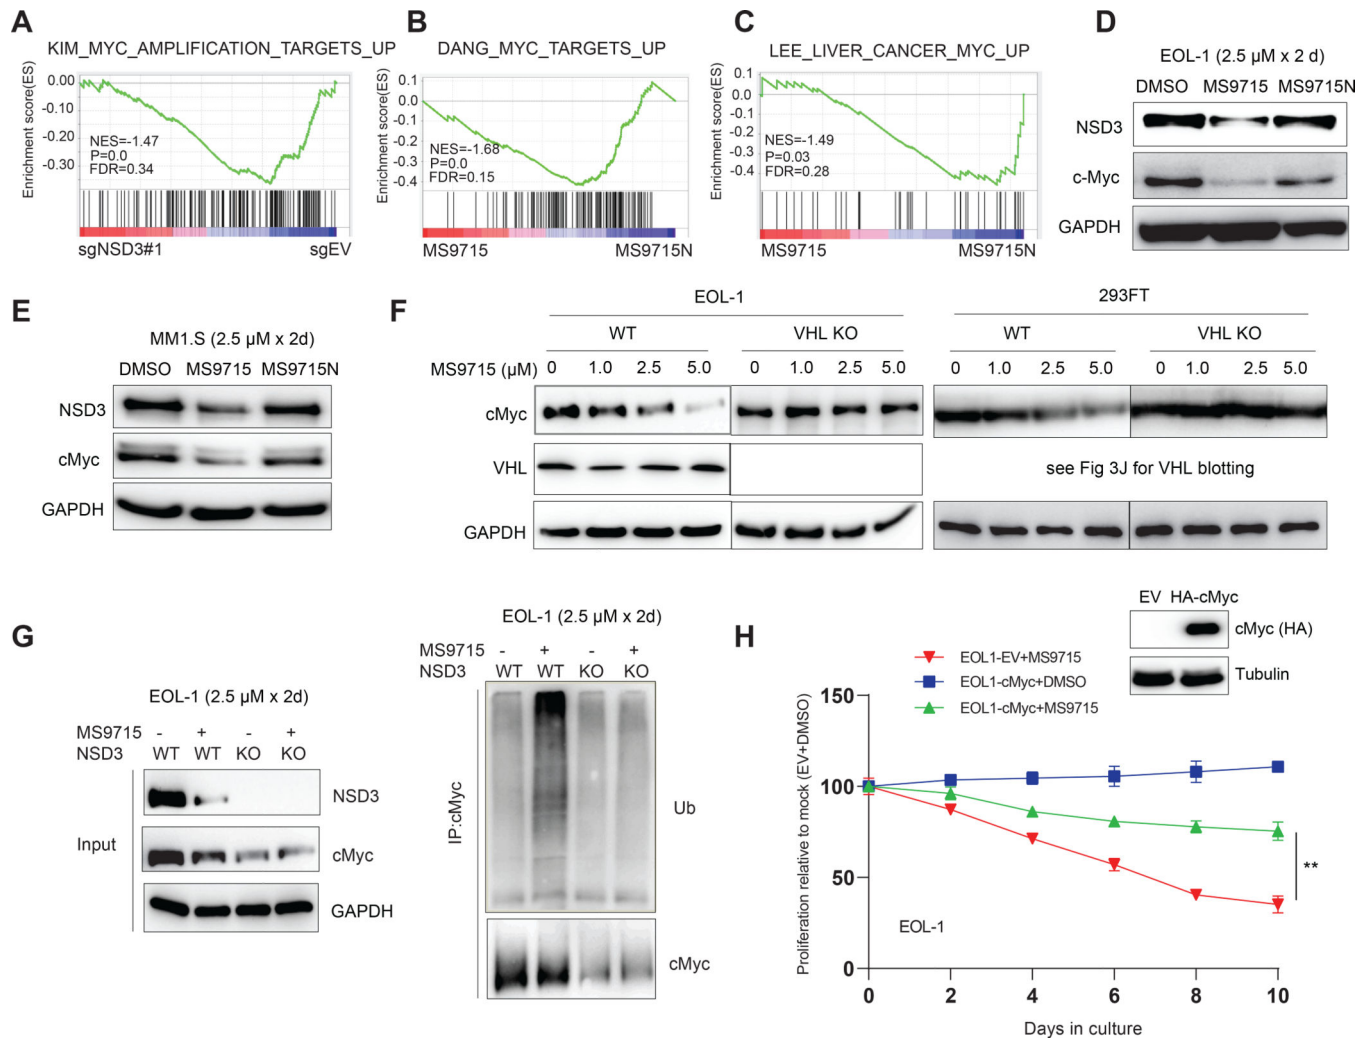 A
KIM_MYC_AMPLIFICATION_TARGETS_UP
Enrichment score(ES)
0.00
-0.10
-0.20
-0.30
NES=-1.47
P=0.0
FDR=0.34
sgNSD3#1 sgEV
B
DANG_MYC_TARGETS_UP
Enrichment score(ES)
0.1
0.0
-0.1
-0.2
-0.3
-0.4
NES=-1.68
P=0.0
FDR=0.15
MS9715 MS9715N
C
LEE_LIVER_CANCER_MYC_UP
Enrichment score(ES)
0.1
0.0
-0.1
-0.2
-0.3
-0.4
NES=-1.49
P=0.03
FDR=0.28
MS9715 MS9715N
D
EOL-1 (2.5 µM x 2 d)
DMSO MS9715 MS9715N
NSD3
c-Myc
GAPDH
E
MM1.S (2.5 µM x 2d)
DMSO MS9715 MS9715N
NSD3
cMyc
GAPDH
F
EOL-1 293FT
WT VHL KO WT VHL KO
MS9715 (µM) 0 1.0 2.5 5.0 0 1.0 2.5 5.0 0 1.0 2.5 5.0 0 1.0 2.5 5.0
cMyc
VHL
see Fig 3J for VHL blotting
GAPDH
G
EOL-1 (2.5 µM x 2d)
MS9715 - + - +
NSD3 WT WT KO KO
Input
NSD3
cMyc
GAPDH
EOL-1 (2.5 µM x 2d)
MS9715 - + - +
NSD3 WT WT KO KO
IP:cMyc
Ub
cMyc
H
EV HA-cMyc
cMyc (HA)
Tubulin
EOL1-EV+MS9715
EOL1-cMyc+DMSO
EOL1-cMyc+MS9715
Proliferation relative to mock (EV+DMSO)
150
100
50
0
**
EOL-1
0 2 4 6 8 10
Days in culture